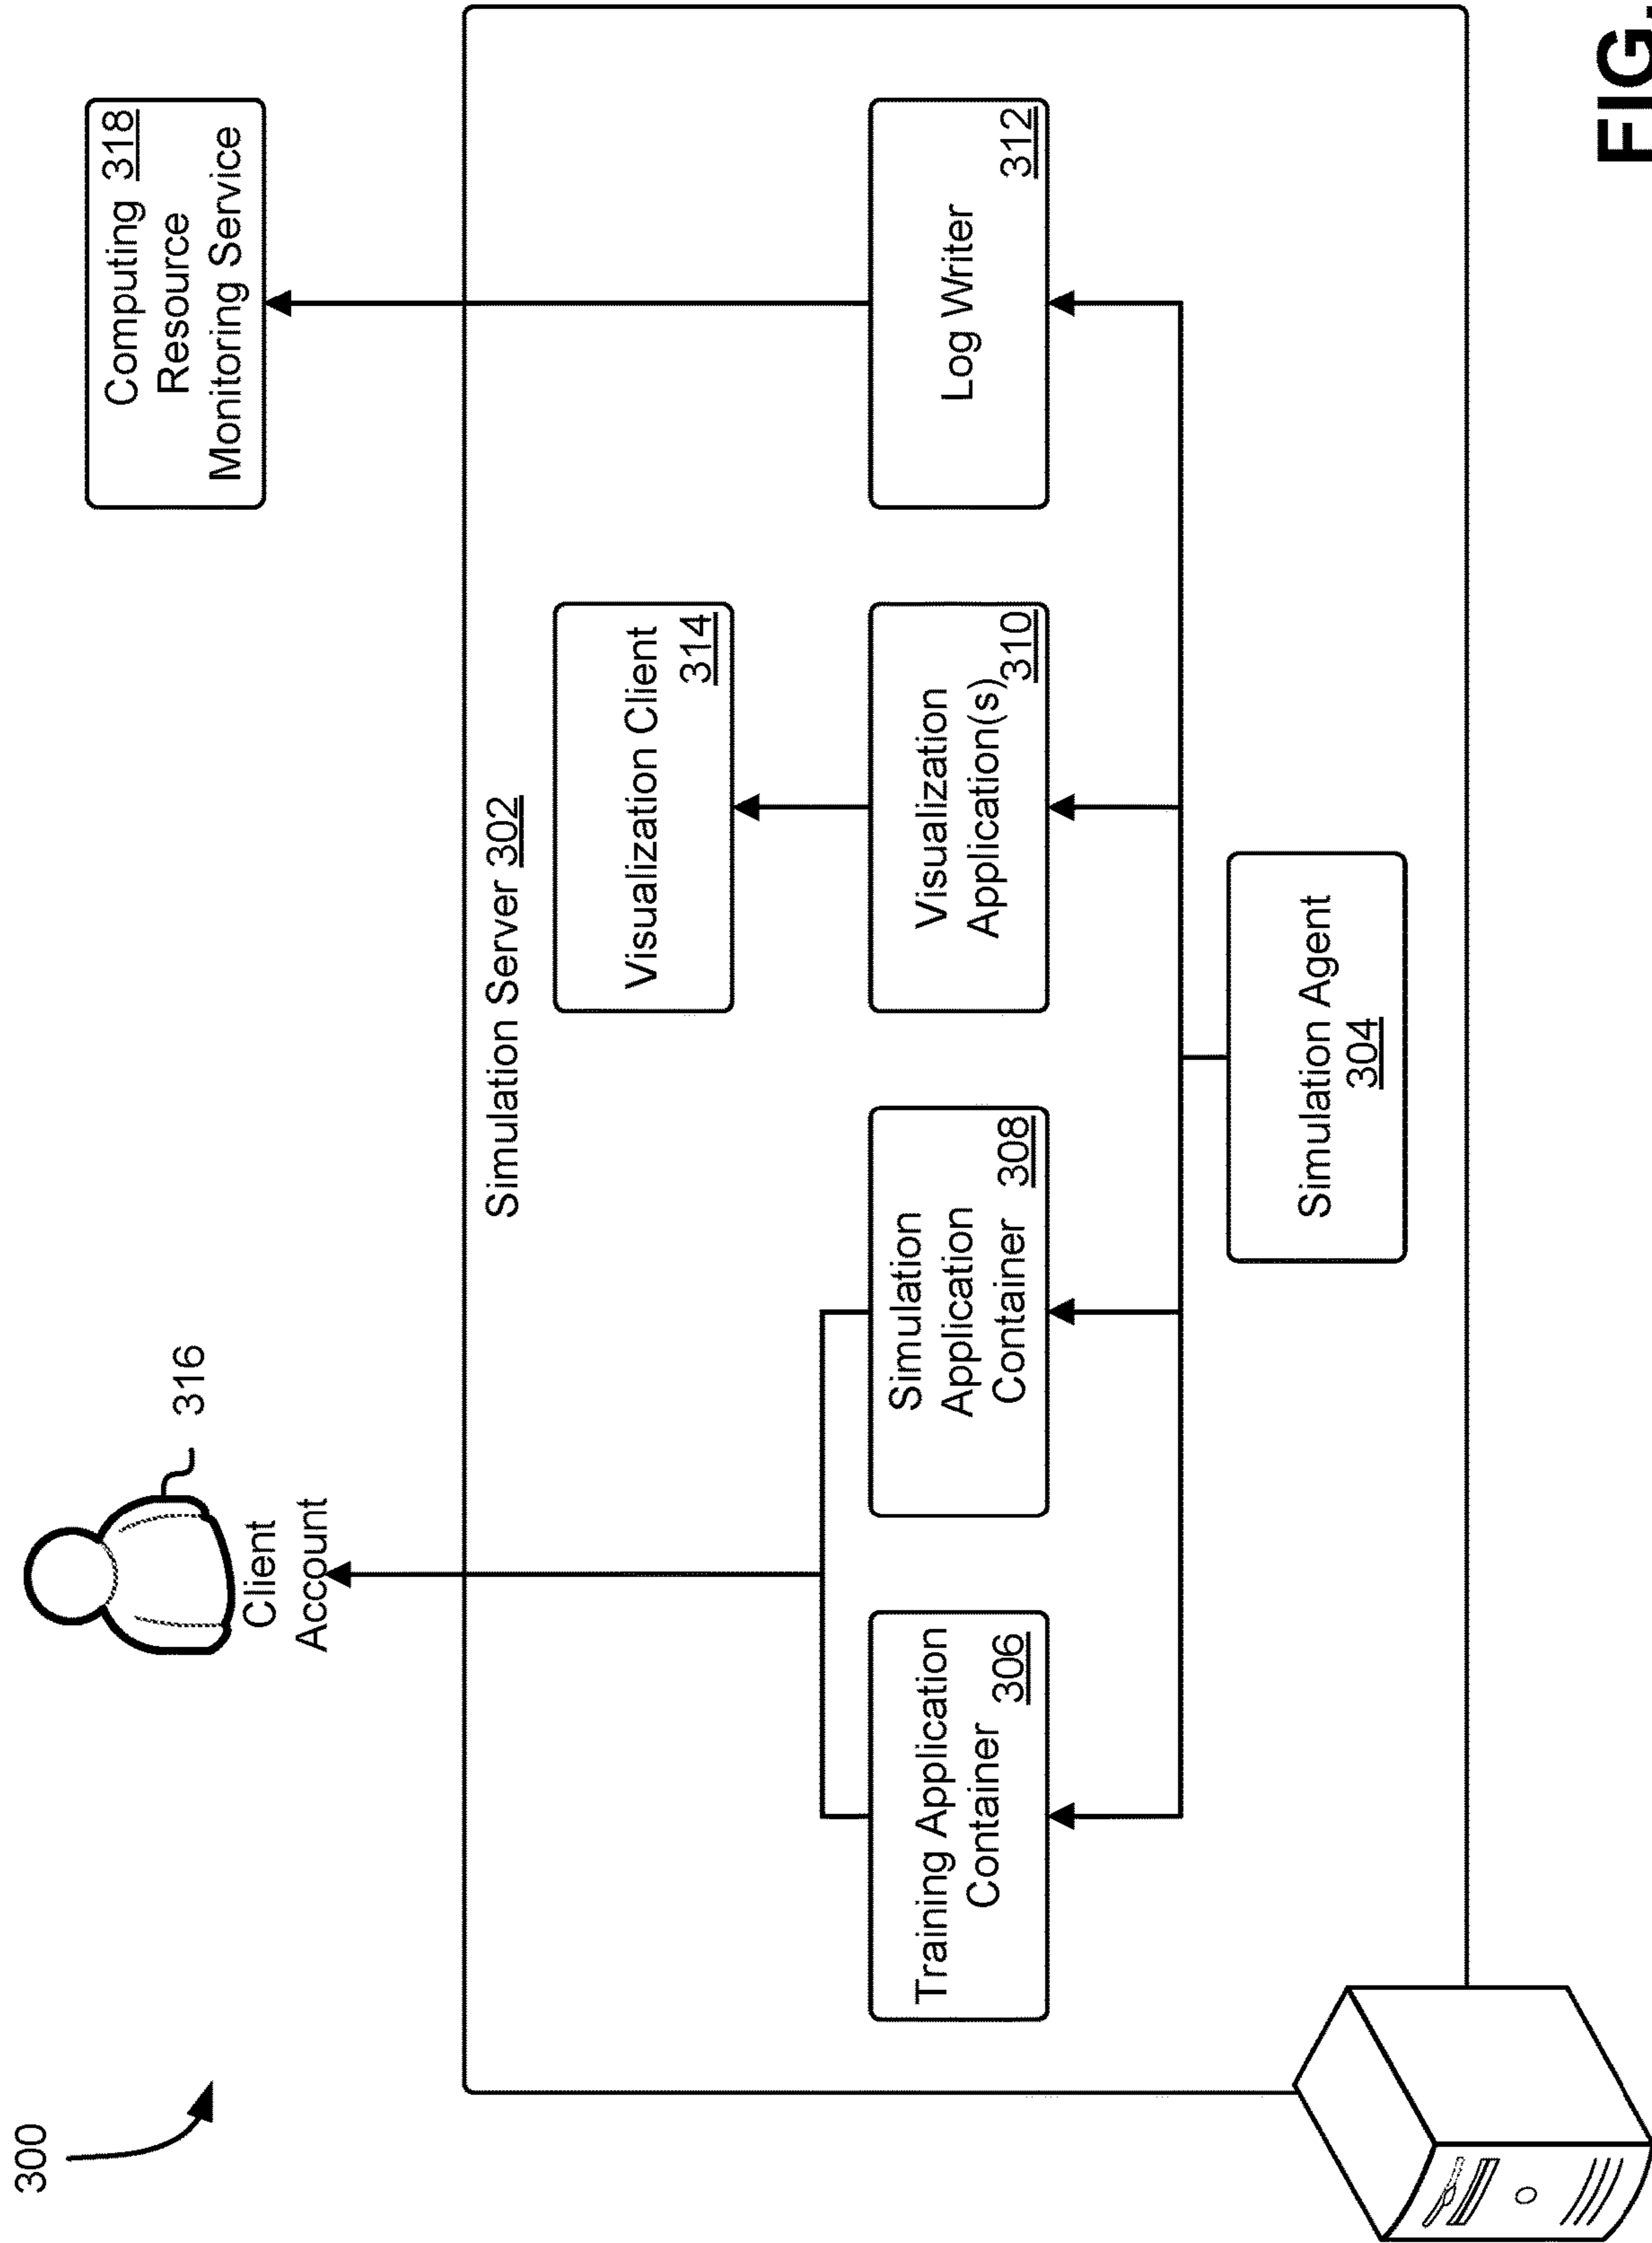 300
316
Client
Account
Computing 318
Resource
Monitoring Service
Simulation Server 302
Visualization Client
314
Training Application
Container 306
Simulation
Application
Container 308
Visualization
Application(s) 310
Log Writer
312
Simulation Agent
304
FIG.